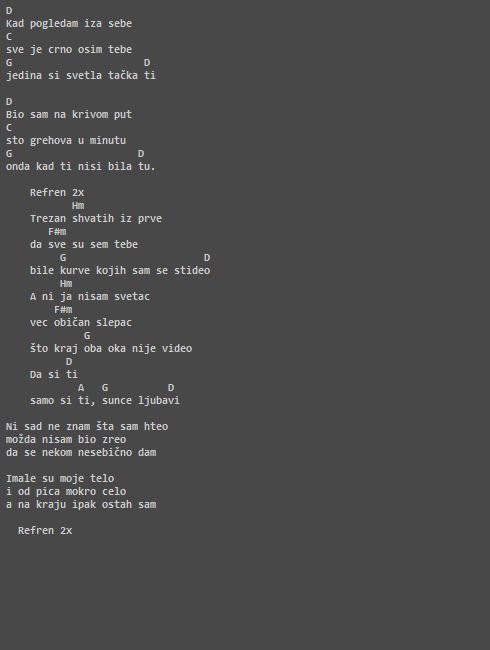 D
Kad pogledam iza sebe
C
sve je crno osim tebe
G                      D
jedina si svetla tačka ti

D
Bio sam na krivom put
C
sto grehova u minutu
G                     D
onda kad ti nisi bila tu.

    Refren 2x
           Hm
    Trezan shvatih iz prve
       F#m
    da sve su sem tebe
         G                       D
    bile kurve kojih sam se stideo
         Hm
    A ni ja nisam svetac
        F#m
    vec običan slepac
             G
    što kraj oba oka nije video
          D
    Da si ti
            A   G          D
    samo si ti, sunce ljubavi

Ni sad ne znam šta sam hteo
možda nisam bio zreo
da se nekom nesebično dam

Imale su moje telo
i od pica mokro celo
a na kraju ipak ostah sam

  Refren 2x